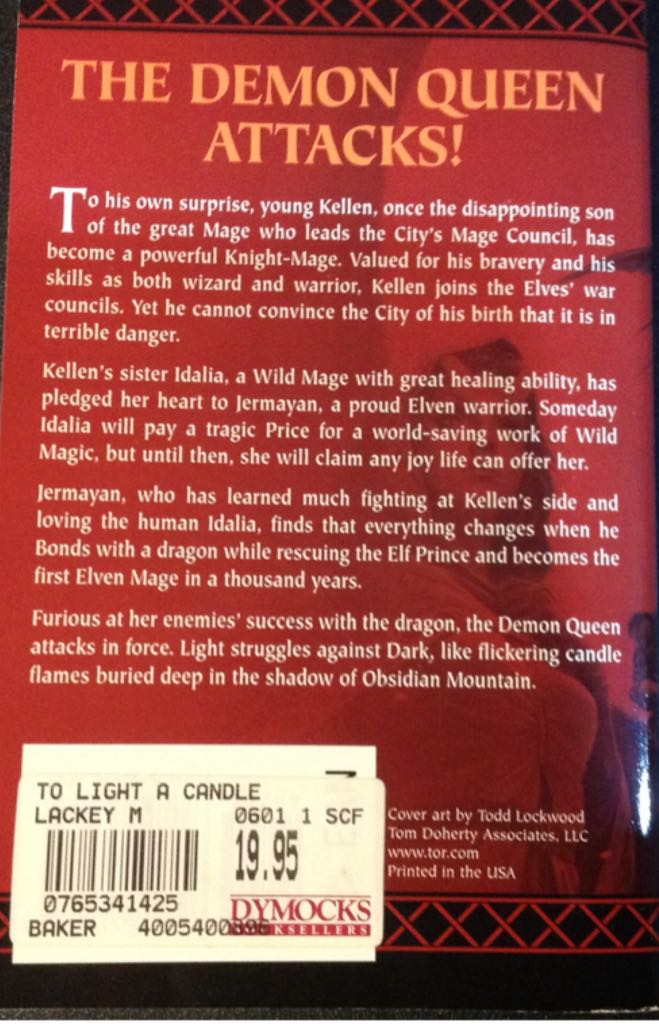 THE DEMON QUEEN
ATTACKS!
To his own surprise, young Kellen, once the disappointing son
of the great Mage who leads the City's Mage Council, has
become a powerful Knight-Mage. Valued for his bravery and his
skills as both wizard and warrior, Kellen joins the Elves' war
councils. Yet he cannot convince the City of his birth that it is in
terrible danger.
Kellen's sister Idalia, a Wild Mage with great healing ability, has
pledged her heart to Jermayan, a proud Elven warrior. Someday
Idalia will pay a tragic Price for a world-saving work of Wild
Magic, but until then, she will claim any joy life can offer her.
Jermayan, who has learned much fighting at Kellen's side and
loving the human Idalia, finds that everything changes when he
Bonds with a dragon while rescuing the Elf Prince and becomes the
first Elven Mage in a thousand years.
Furious at her enemies' success with the dragon, the Demon Queen
attacks in force. Light struggles against Dark, like flickering candle
flames buried deep in the shadow of Obsidian Mountain.
TO LIGHT A CANDLE
LACKEY M 0601 1 SCF
19.95
0765341425
DYMOCKS
BAKER
Cover art by Todd Lockwood
Tom Doherty Associates, LLC
www.tor.com
Printed in the USA